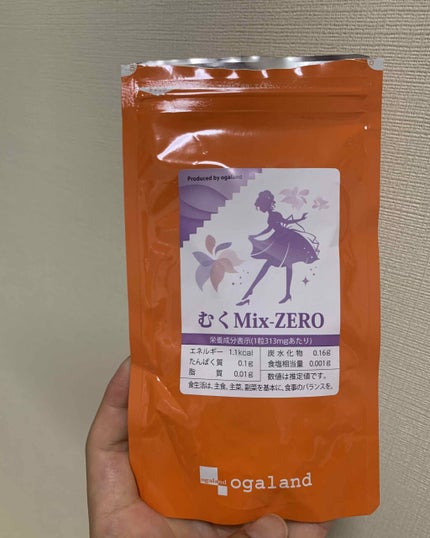 Produced by ogaland
むくMix-ZERO
栄養成分表示(1粒313mgあたり)
エネルギー 1.1kcal 炭水化物 0.16g
たんぱく質 0.1g 食塩相当量 0.001g
脂質 0.01g 数値は推定値です。
食生活は、主食、主菜、副菜を基本に、食事のバランスを。
ogaland ogaland